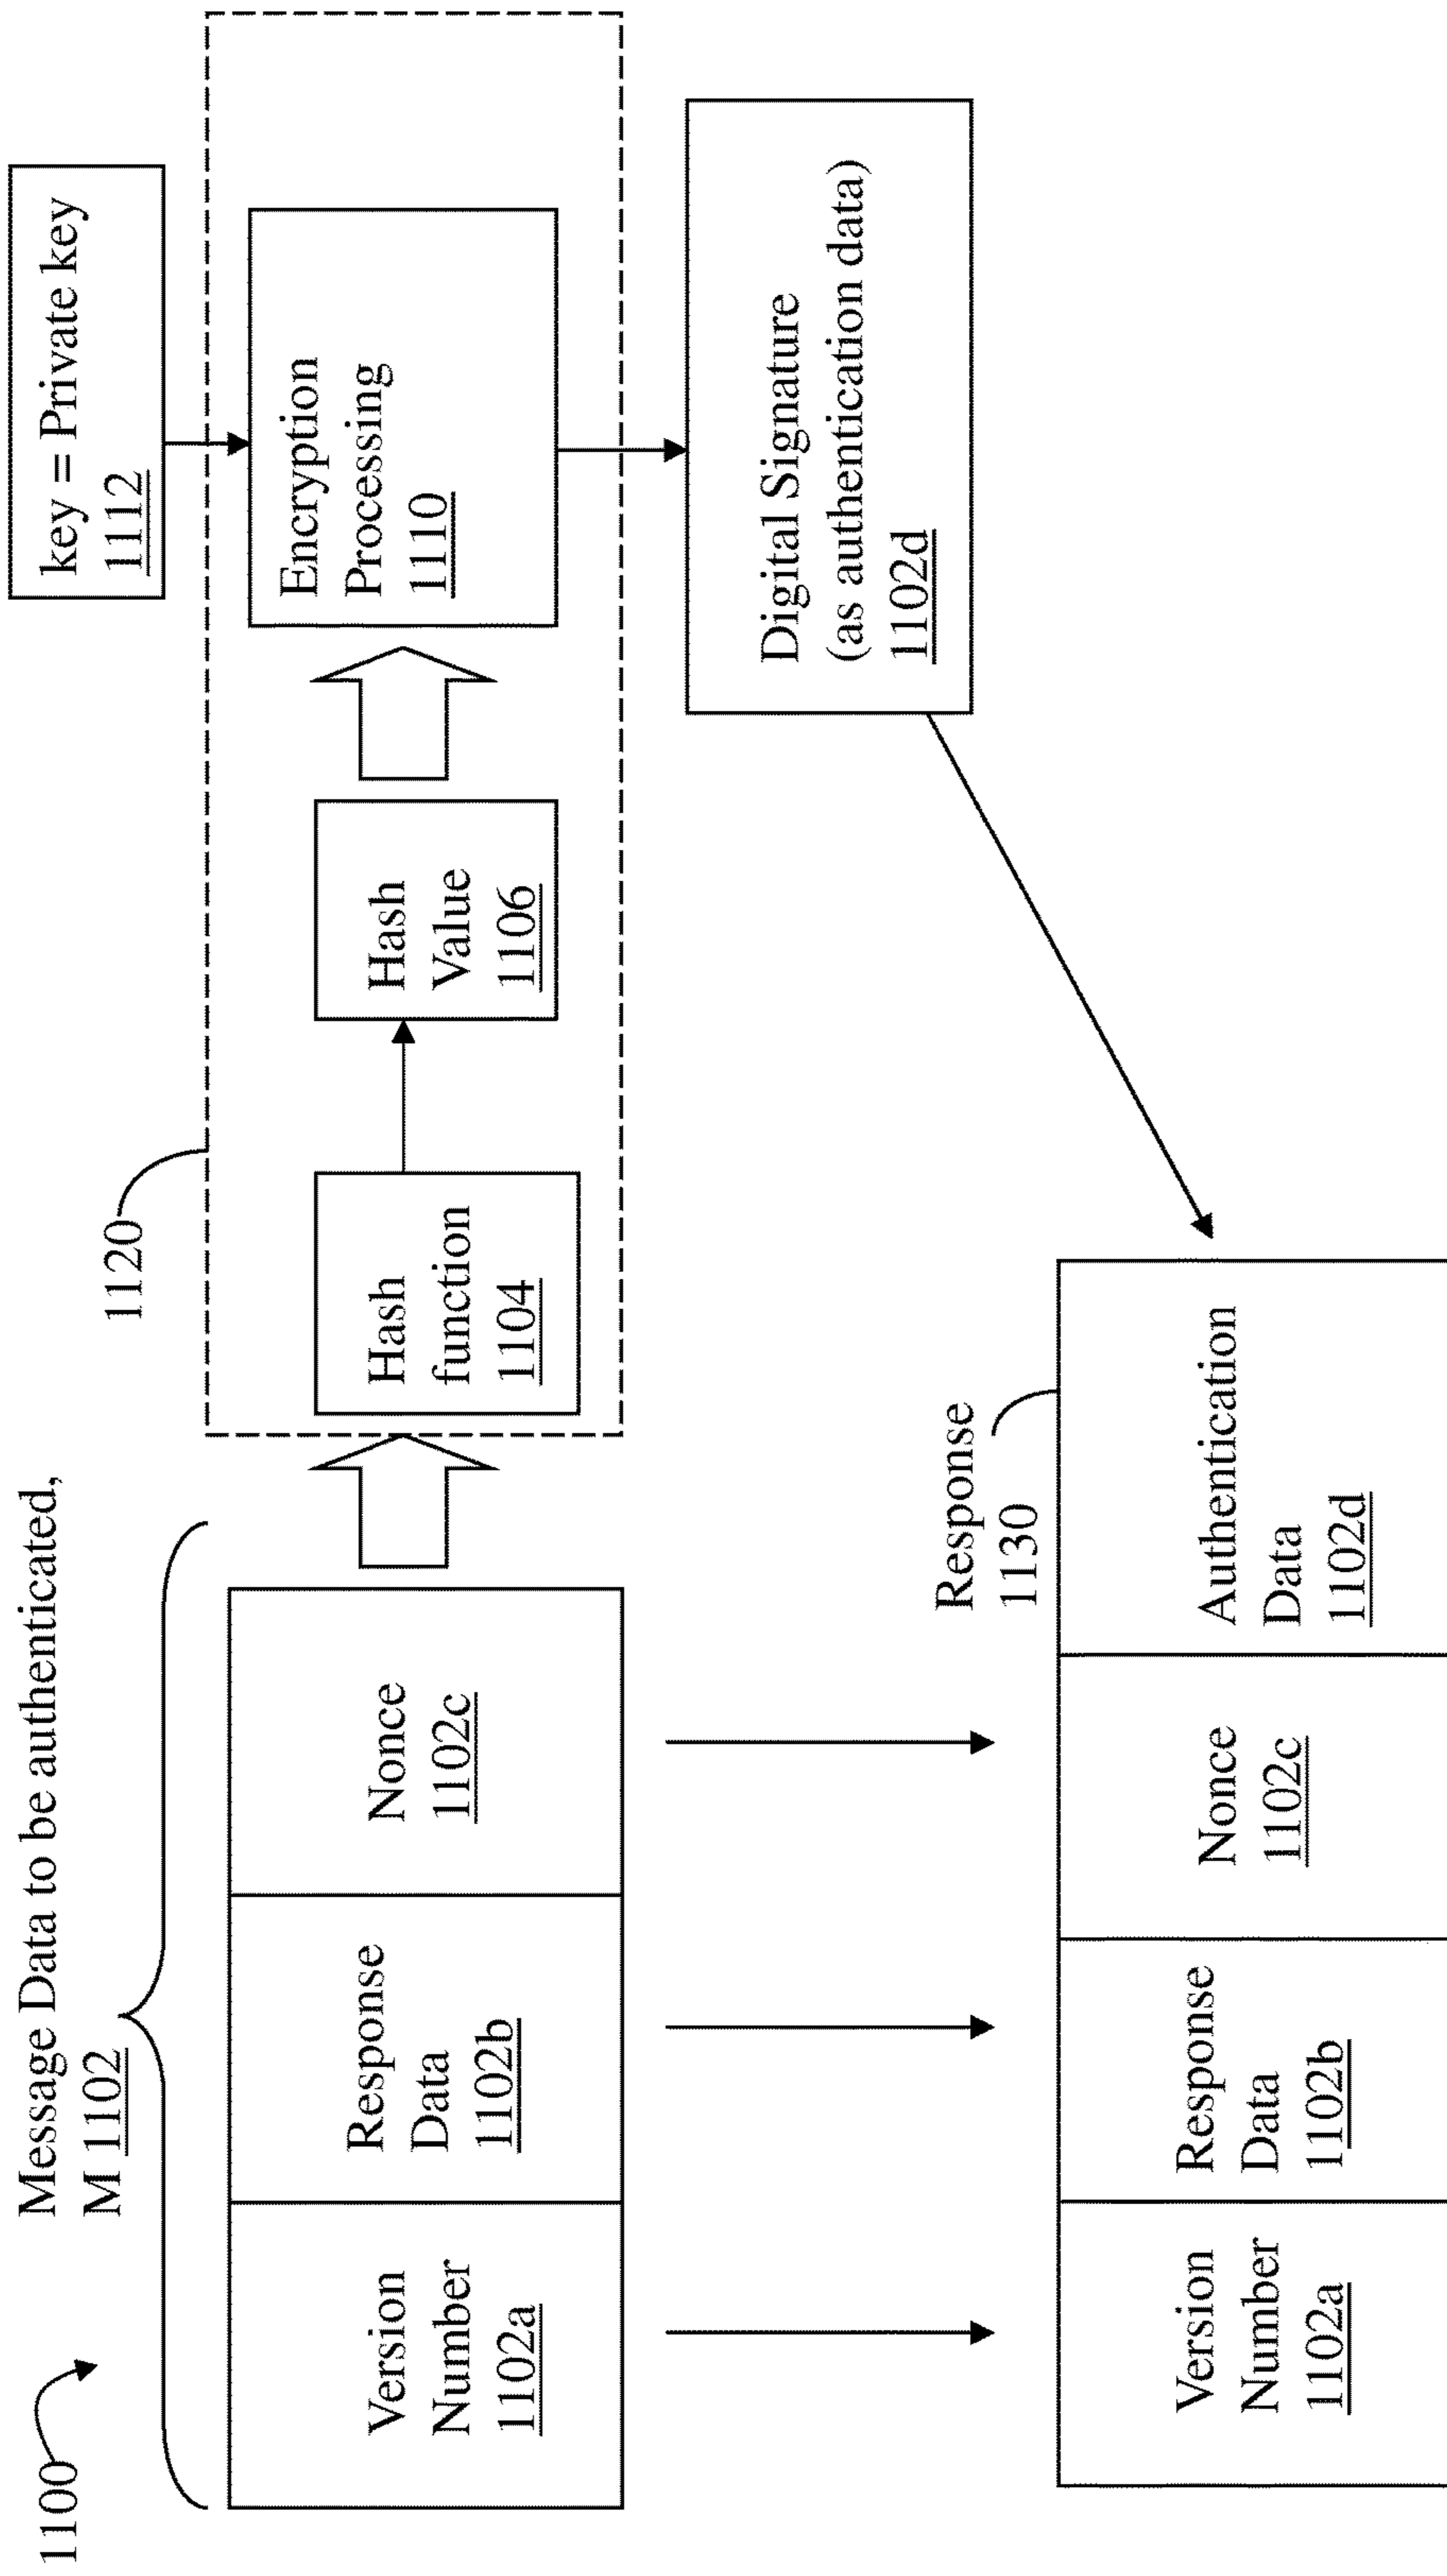 1100
Message Data to be authenticated,
M 1102
Version
Number
1102a
Response
Data
1102b
Nonce
1102c
1120
Hash
function
1104
Hash
Value
1106
Encryption
Processing
1110
key = Private key
1112
Digital Signature
(as authentication data)
1102d
Response
1130
Version
Number
1102a
Response
Data
1102b
Nonce
1102c
Authentication
Data
1102d